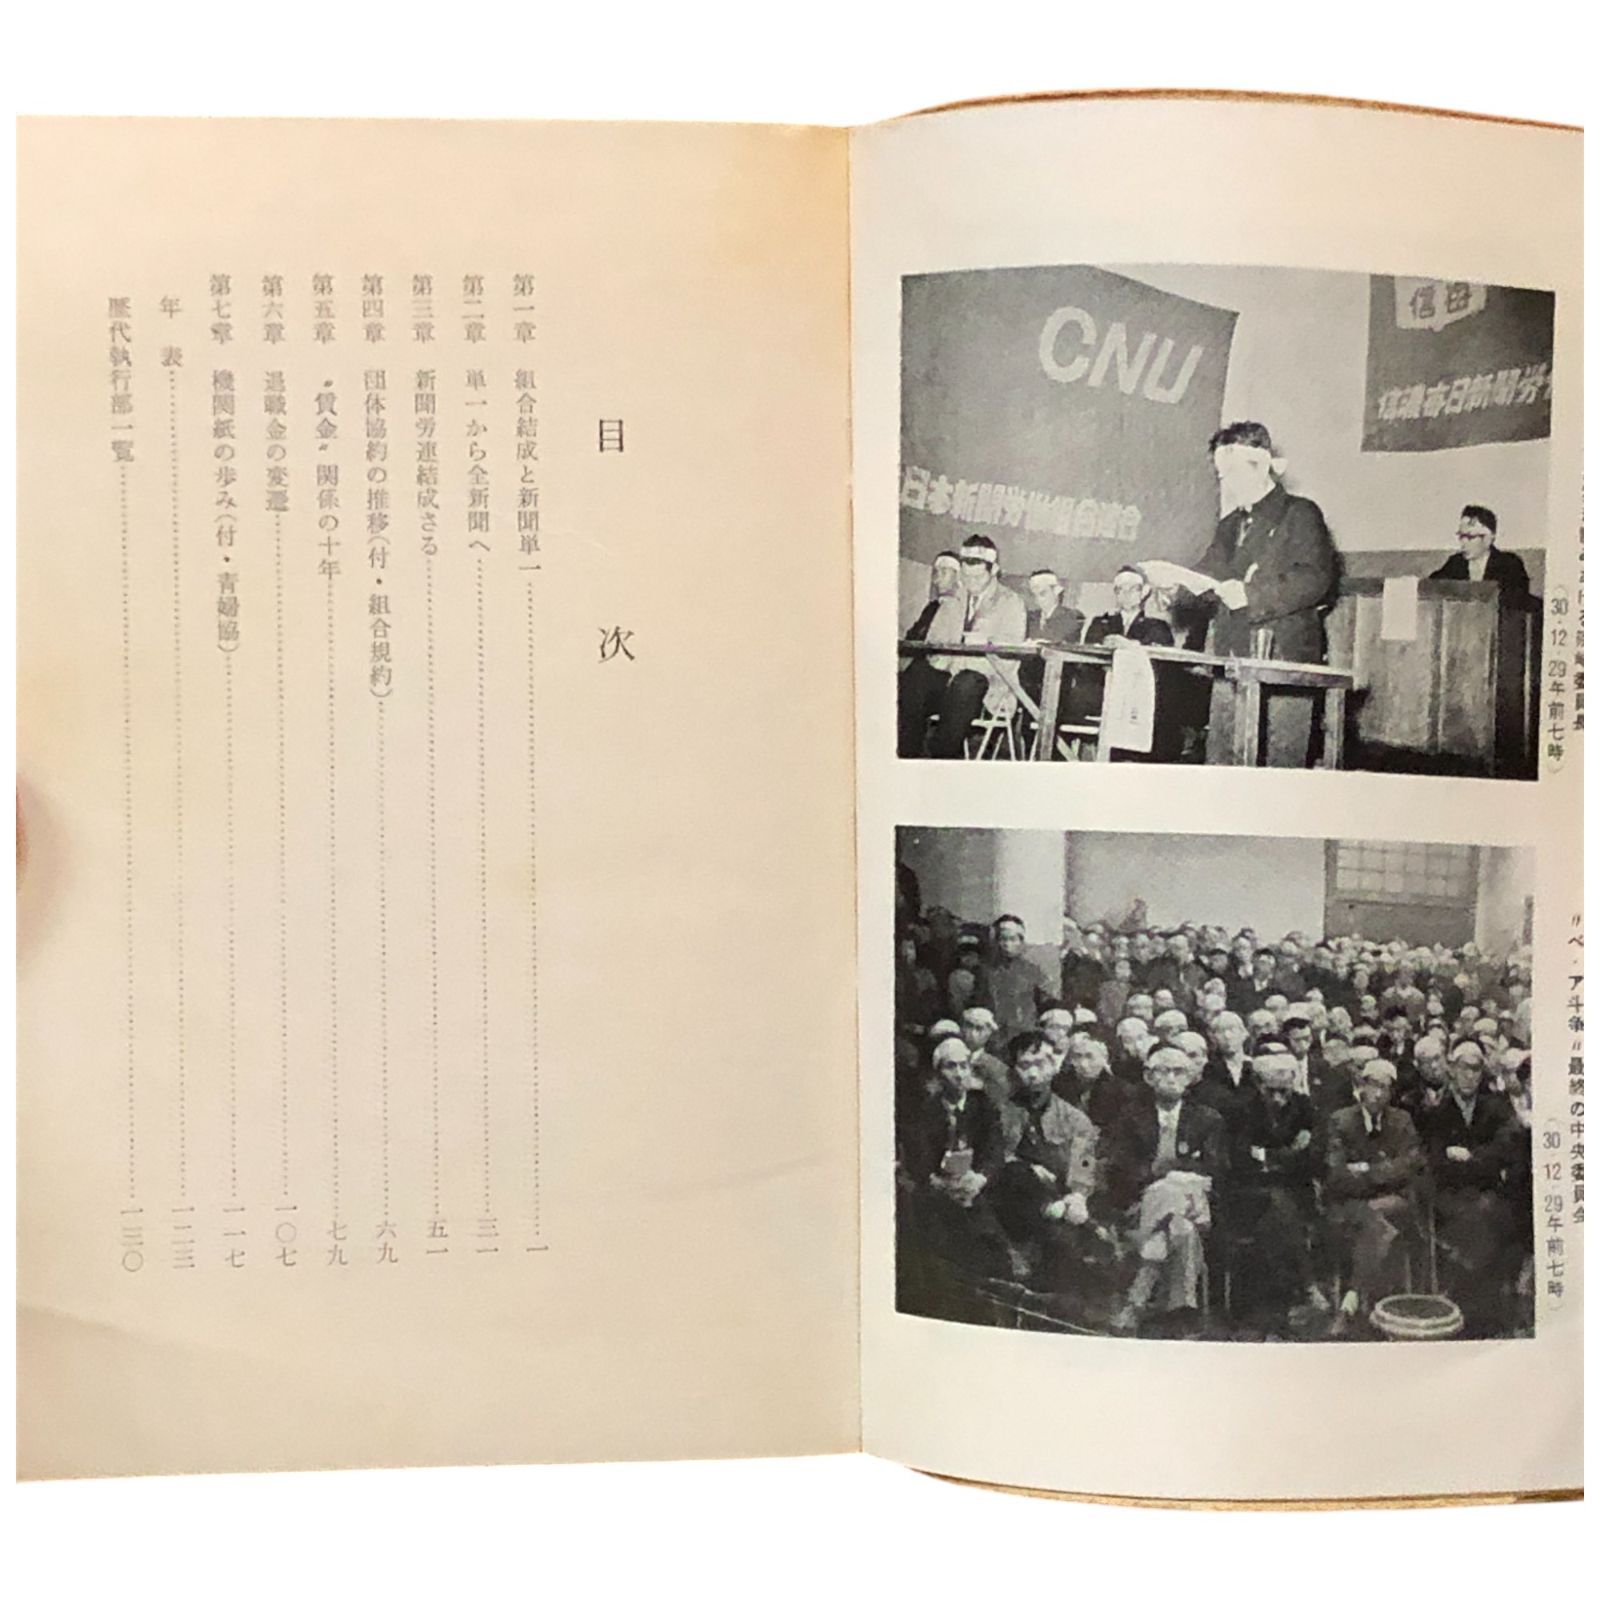 CNU
日本新聞労働組合連合
信毎
信濃毎日新聞労
委員長
(30・12・29午前七時)
〃ベ・ア斗争〃最終の中央委員会
(30・12・29午前七時)
目次
第一章 組合結成と新聞単一……一
第二章 単一から全新聞へ……三一
第三章 新聞労連結成さる……五一
第四章 団体協約の推移(付・組合規約)……六九
第五章 〝賃金〟関係の十年……七九
第六章 退職金の変遷……一〇七
第七章 機関紙の歩み(付・青婦協)……一一七
年表……一二三
歴代執行部一覧……一三〇